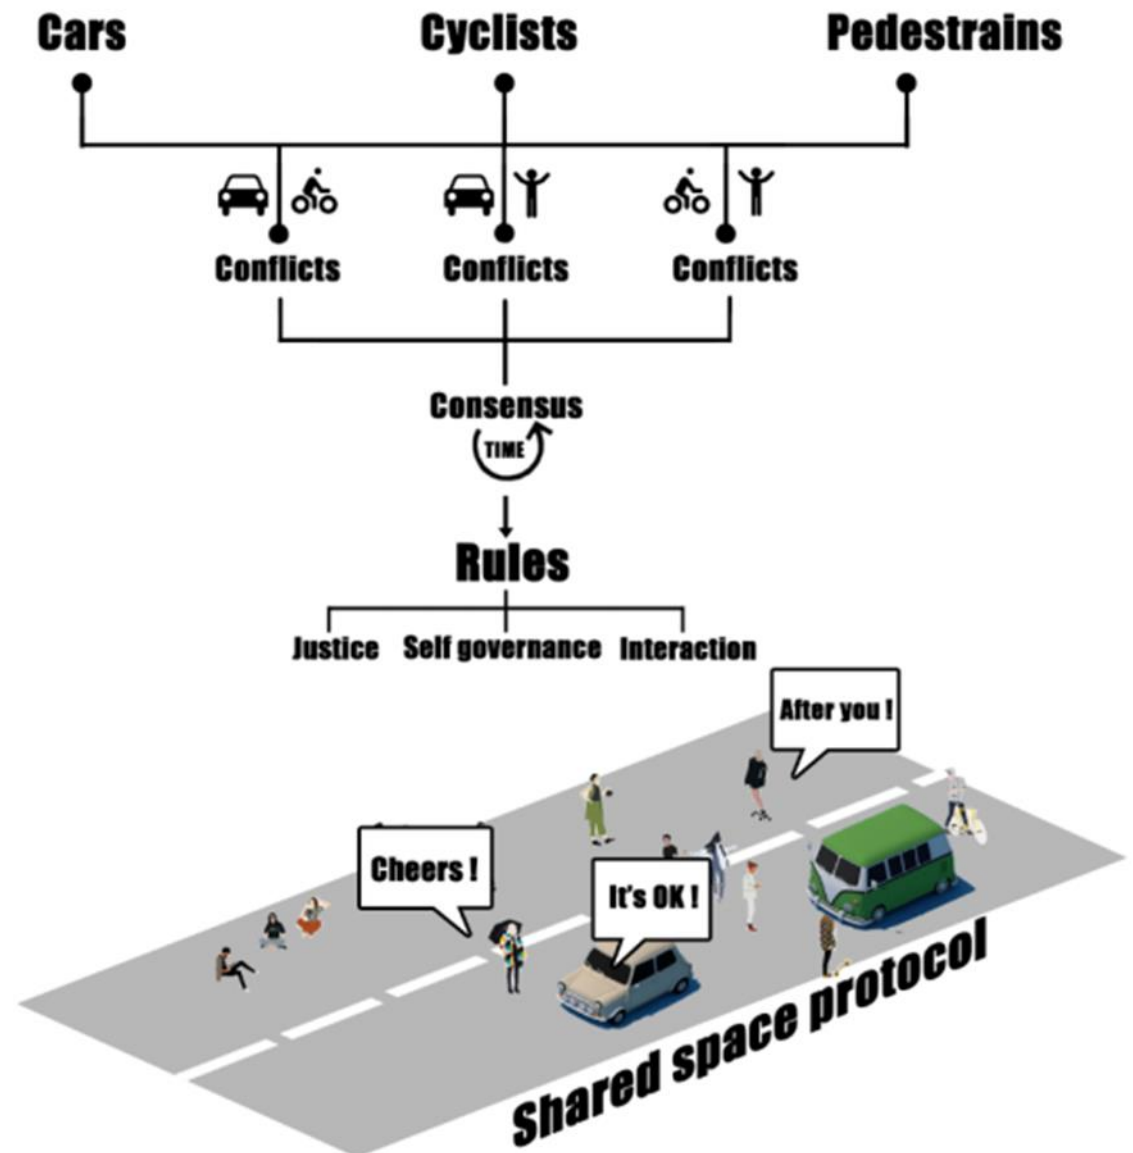 Cars Cyclists Pedestrains
Conflicts Conflicts Conflicts
Consensus
TIME
Rules
Justice Self governance Interaction
After you !
Cheers !
It's OK !
Shared space protocol